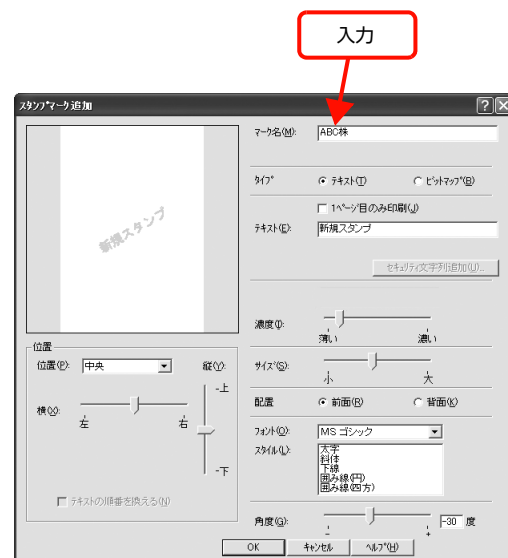 入力
スタンプマーク追加
マーク名(M):
ABC株
タイプ
テキスト(T)
ビットマップ(B)
1ページ目のみ印刷(J)
テキスト(E):
新規スタンプ
新規スタンプ
セキュリティ文字列追加(U)...
濃度(I):
薄い 濃い
位置
位置(P): 中央 縦(Y):
上
横(X):
左 右
下
テキストの順番を換える(N)
サイズ(S):
小 大
配置
前面(R)
背面(K)
フォント(O):
MS ゴシック
スタイル(L):
太字
斜体
下線
囲み線(円)
囲み線(四方)
角度(G):
- +
-30 度
OK キャンセル ヘルプ(H)